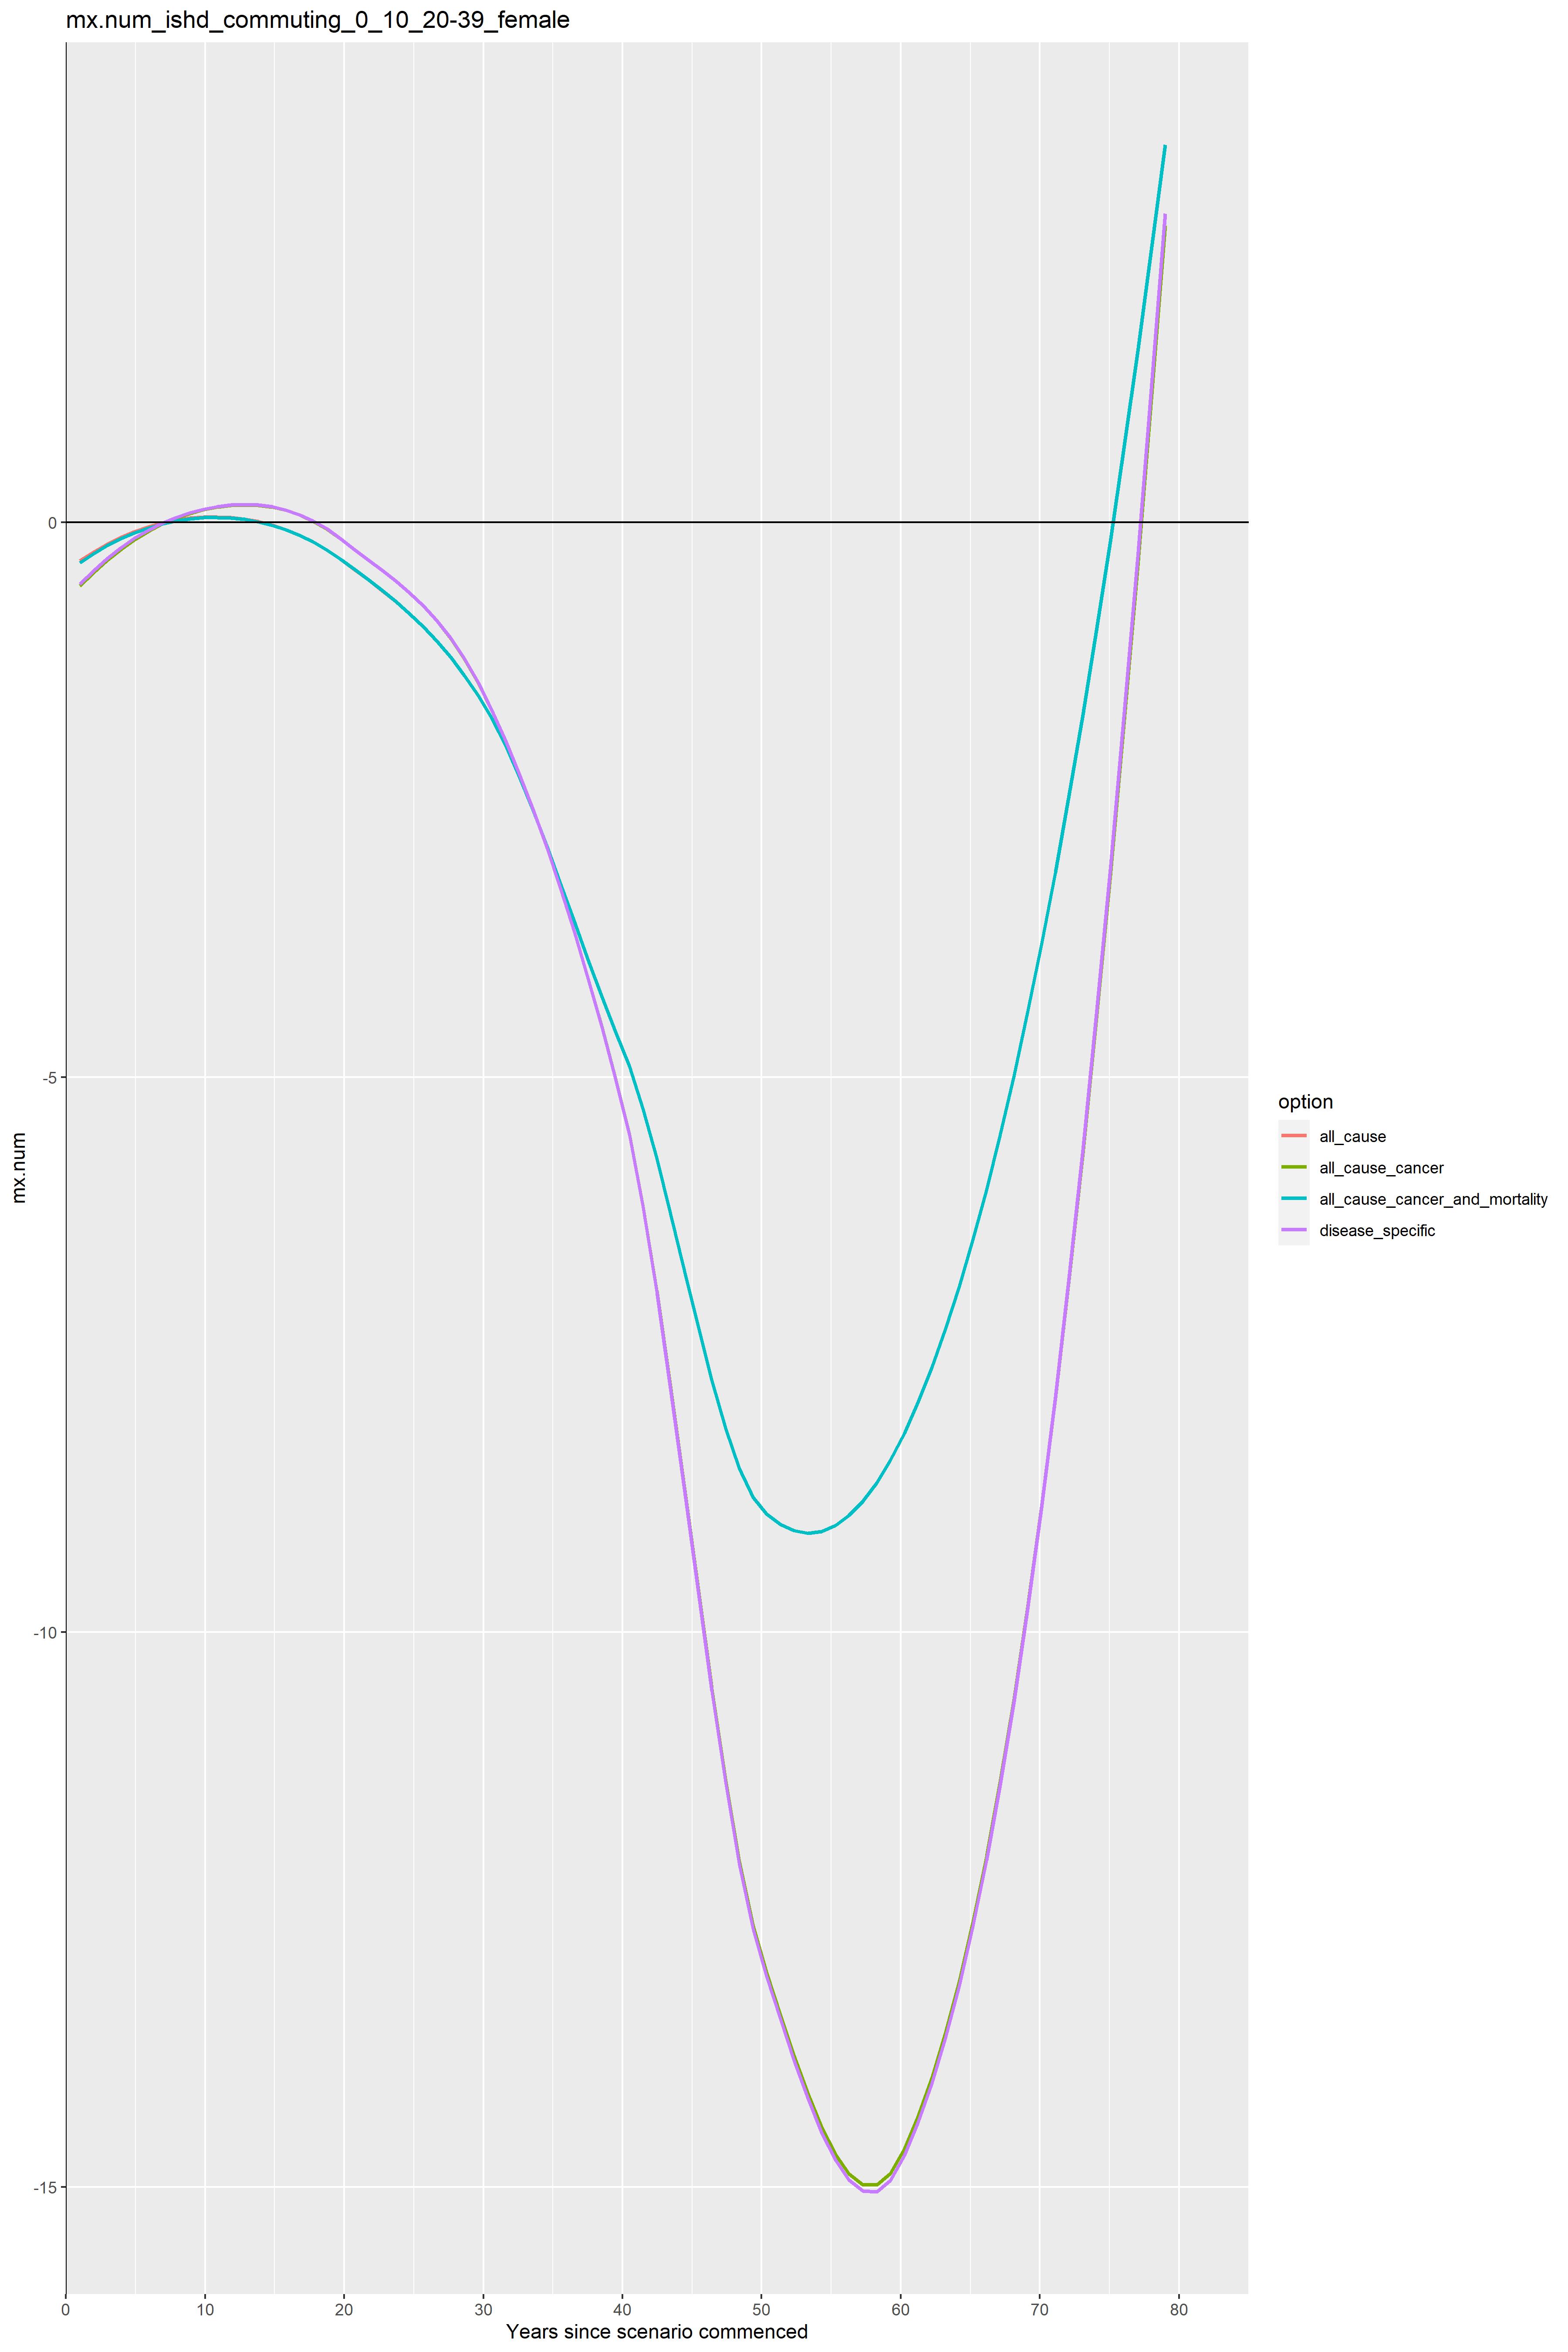 mx.num_ishd_commuting_0_10_20-39_female
0
-5
-10
-15
mx.num
0 10 20 30 40 50 60 70 80
Years since scenario commenced
option
all_cause
all_cause_cancer
all_cause_cancer_and_mortality
disease_specific